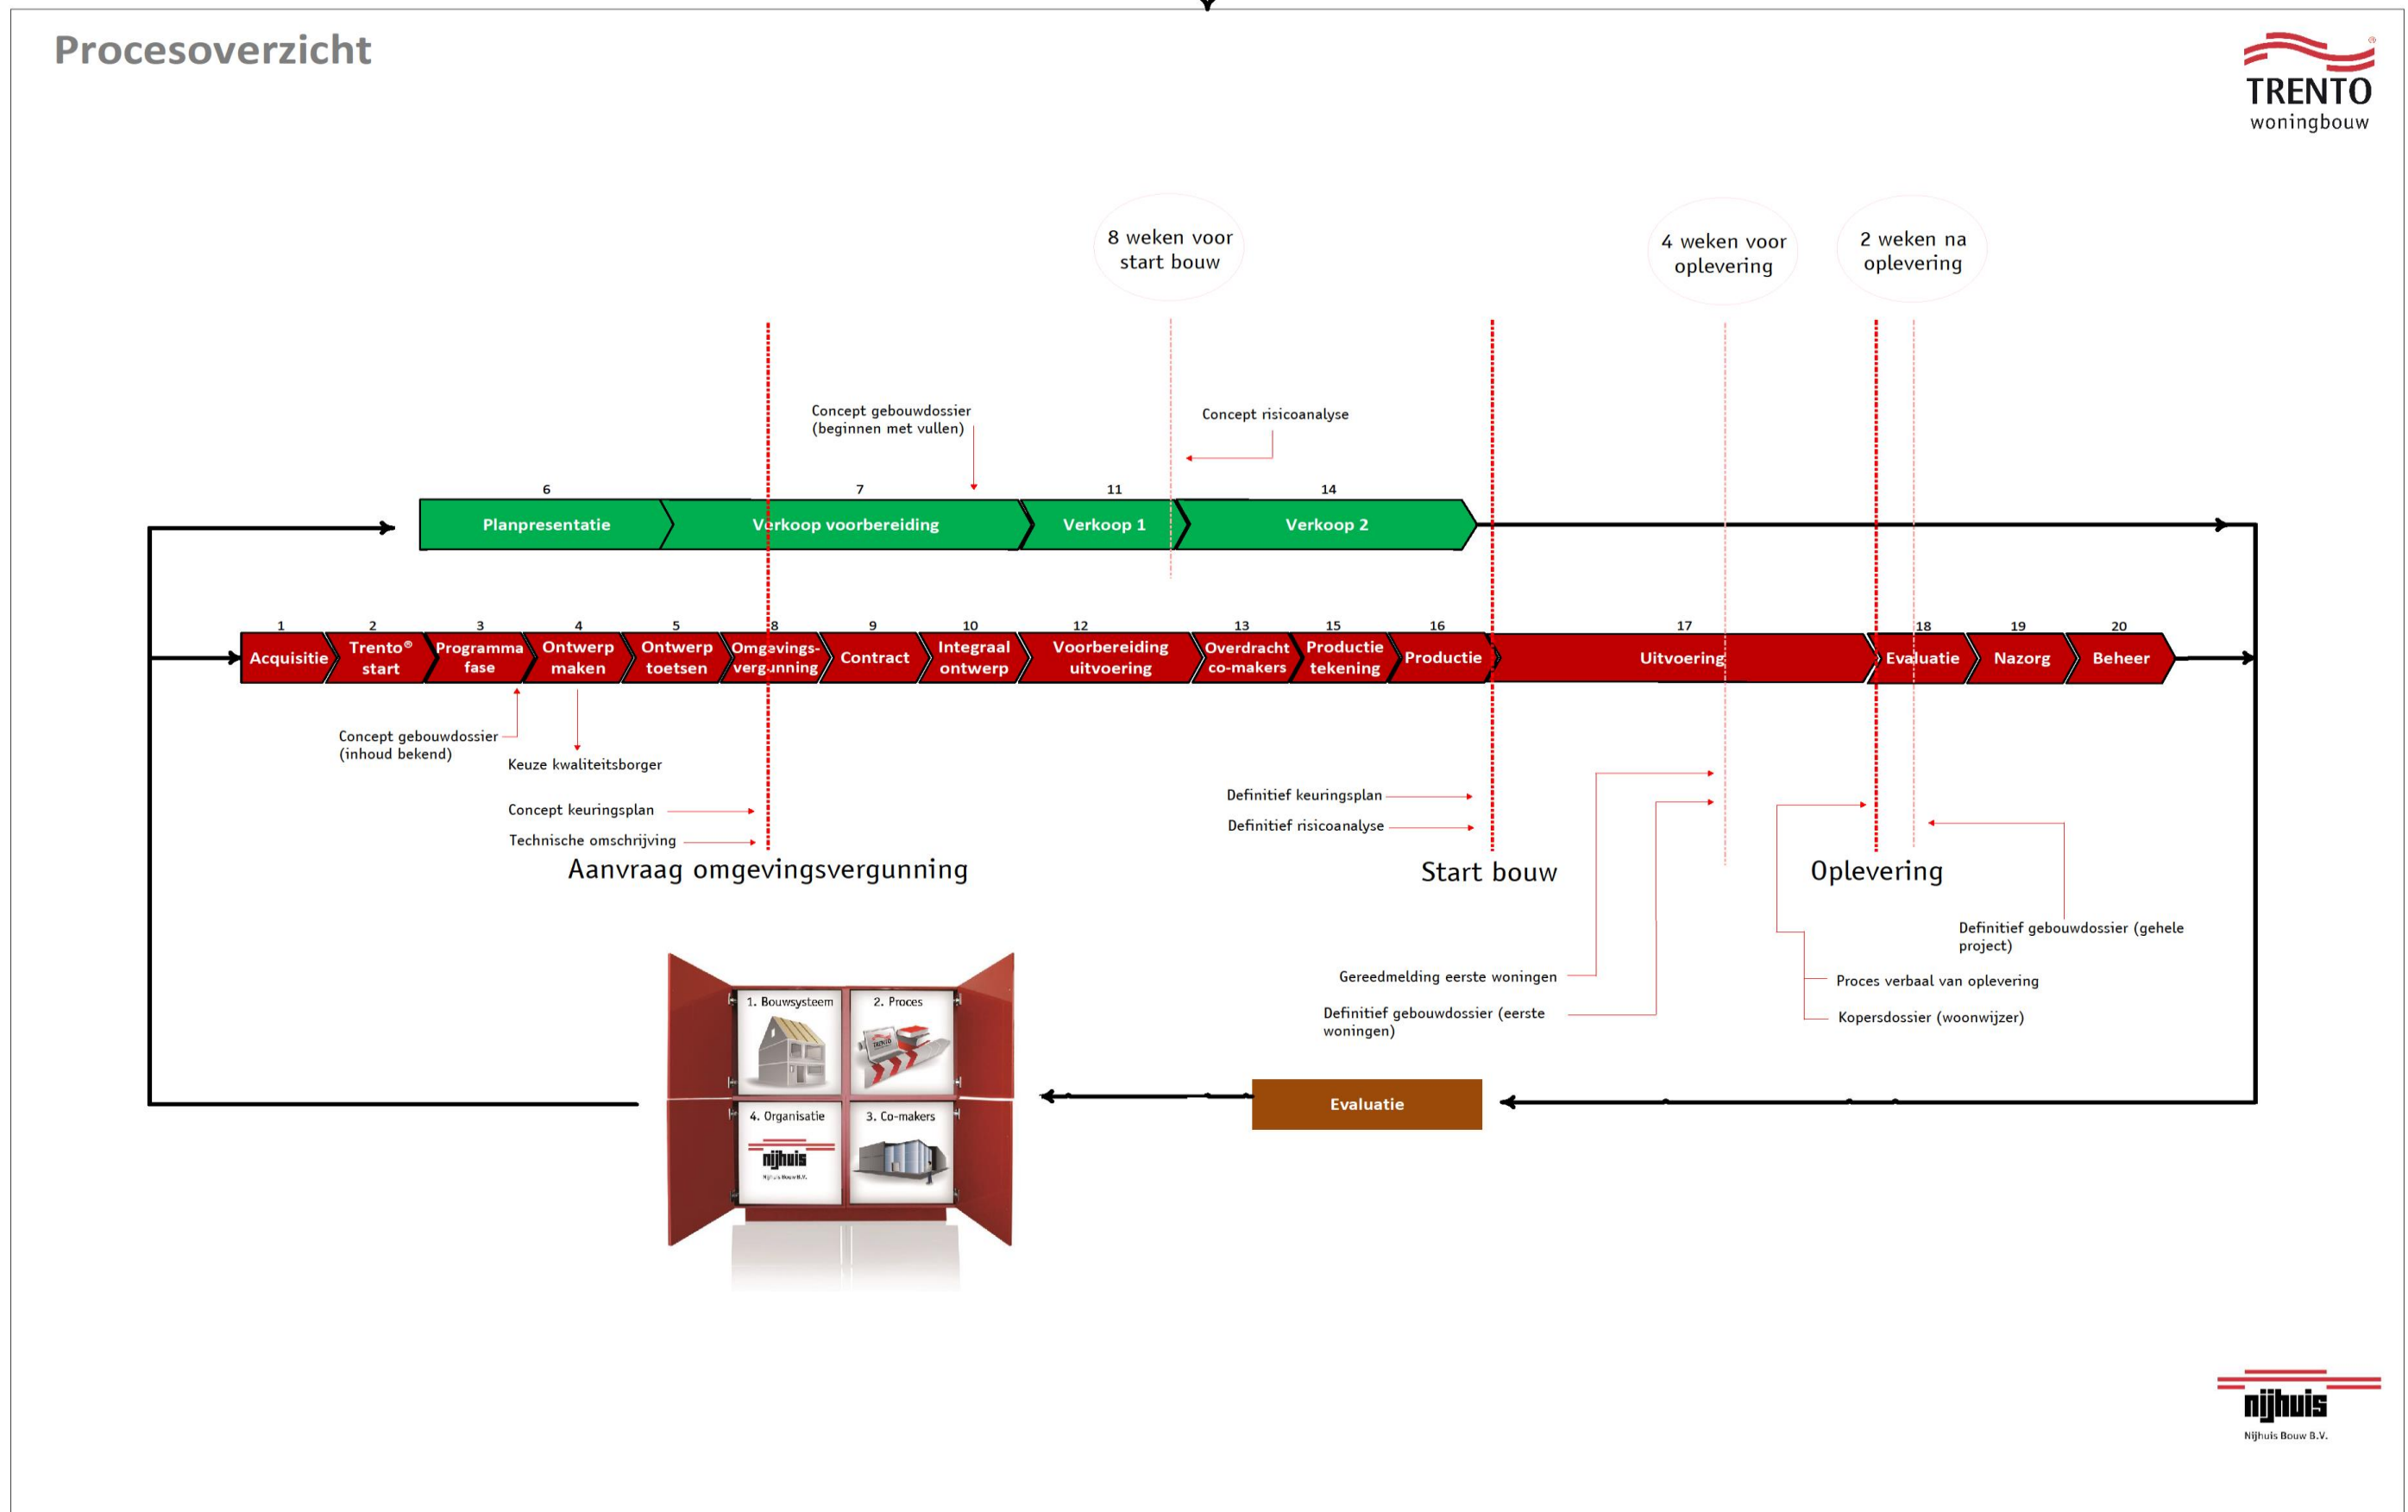 Procesoverzicht
®
TRENTO
woningbouw
8 weken voor
start bouw
4 weken voor
oplevering
2 weken na
oplevering
Concept gebouwdossier
(beginnen met vullen)
Concept risicoanalyse
6
7
11
14
Planpresentatie
Verkoop voorbereiding
Verkoop 1
Verkoop 2
1
2
3
4
5
8
9
10
12
13
15
16
17
18
19
20
Acquisitie
Trento®
start
Programma
fase
Ontwerp
maken
Ontwerp
toetsen
Omgevings-
vergunning
Contract
Integraal
ontwerp
Voorbereiding
uitvoering
Overdracht
co-makers
Productie
tekening
Productie
Uitvoering
Evaluatie
Nazorg
Beheer
Concept gebouwdossier
(inhoud bekend)
Keuze kwaliteitsborger
Concept keuringsplan
Technische omschrijving
Aanvraag omgevingsvergunning
Definitief keuringsplan
Definitief risicoanalyse
Start bouw
Oplevering
Definitief gebouwdossier (gehele
project)
Gereedmelding eerste woningen
Definitief gebouwdossier (eerste
woningen)
Proces verbaal van oplevering
Kopersdossier (woonwijzer)
1. Bouwsysteem
2. Proces
TRENTO
4. Organisatie
nijhuis
Nijhuis Bouw B.V.
3. Co-makers
Evaluatie
nijhuis
Nijhuis Bouw B.V.